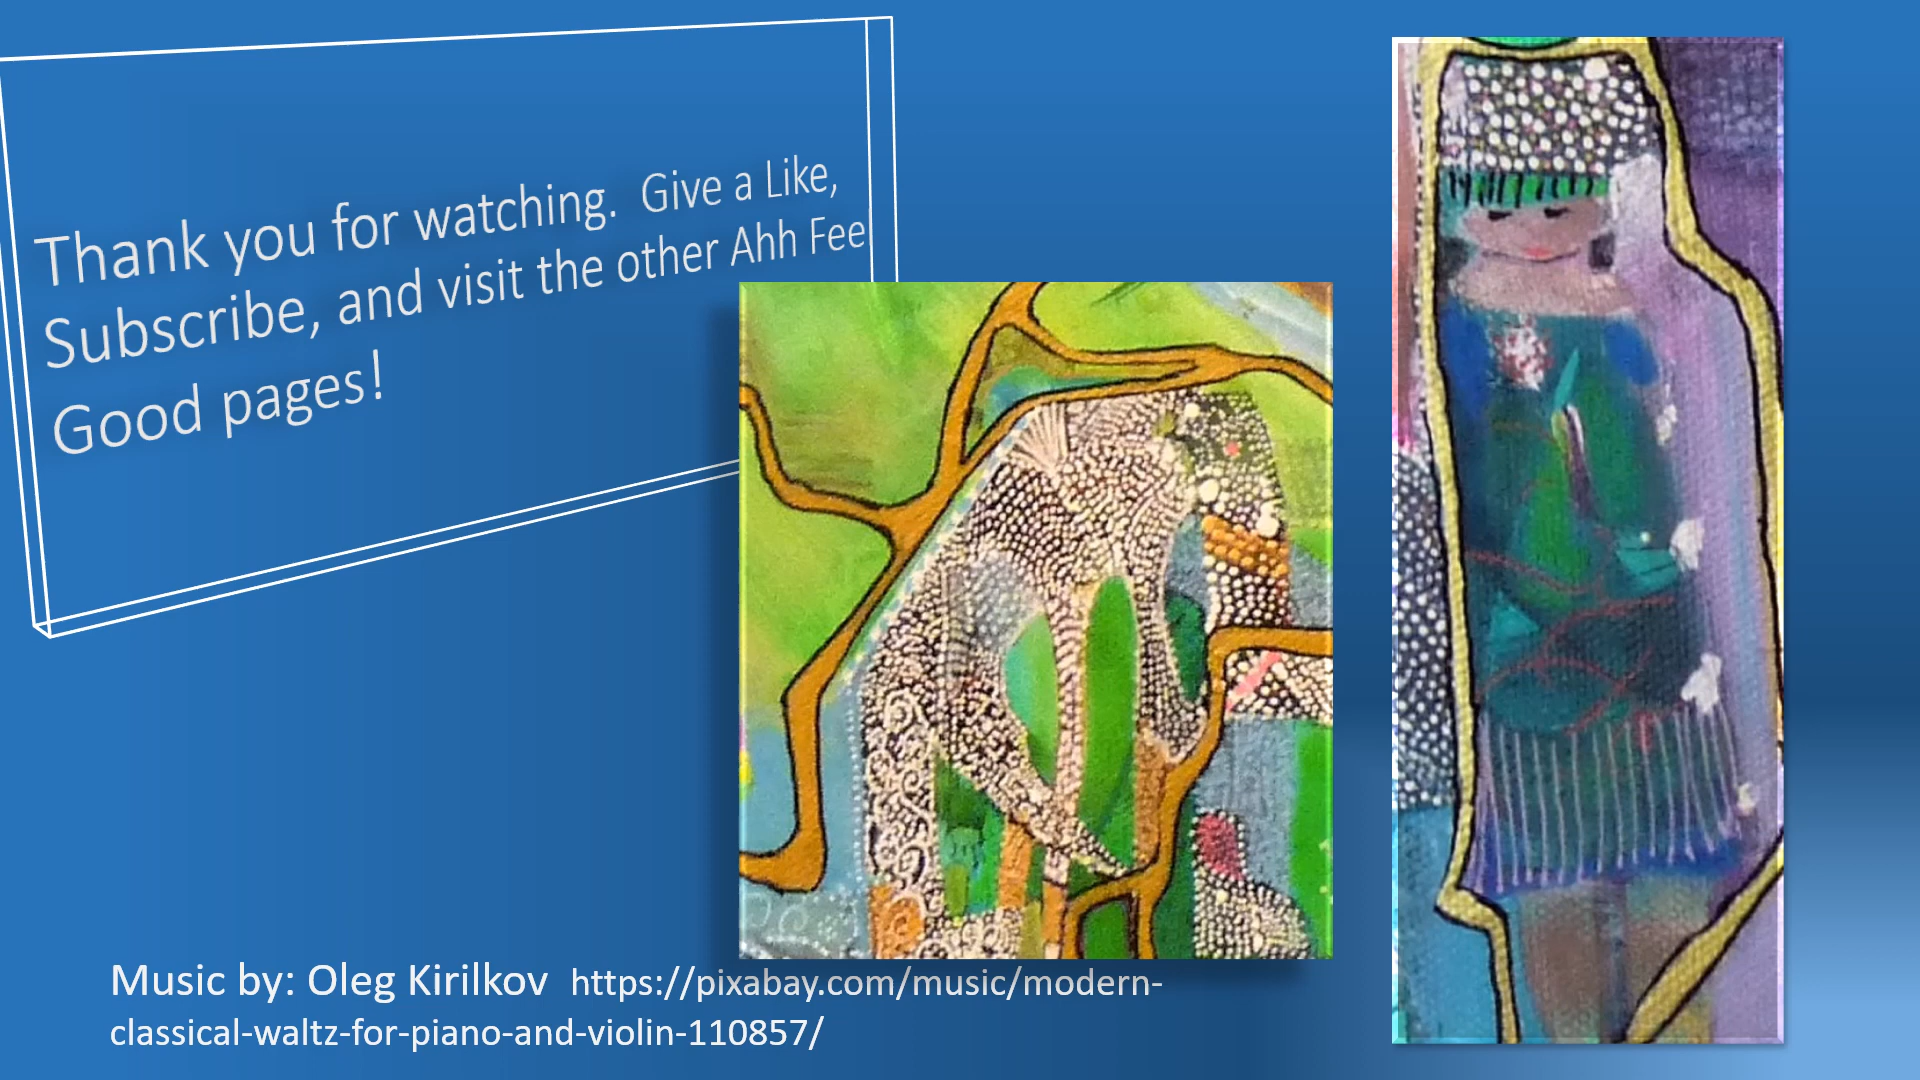 Thank you for watching.  Give a Like,
Subscribe, and visit the other Ahh Fee
Good pages!
Music by: Oleg Kirilkov  https://pixabay.com/music/modern-
classical-waltz-for-piano-and-violin-110857/